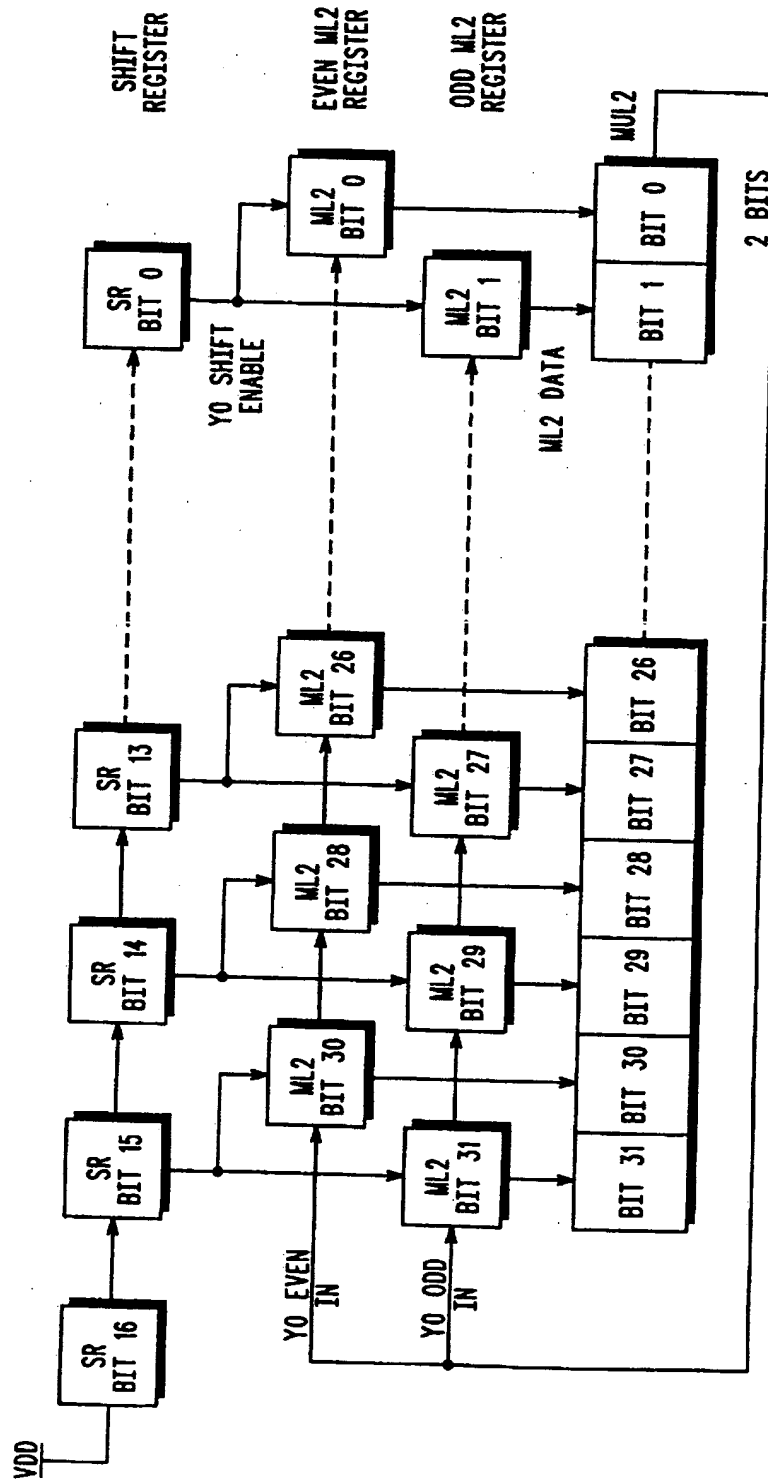 VDD
SR
BIT 16
SR
BIT 15
SR
BIT 14
SR
BIT 13
SR
BIT 0
SHIFT
REGISTER
YO SHIFT
ENABLE
YO EVEN
IN
ML2
BIT 30
ML2
BIT 28
ML2
BIT 26
ML2
BIT 0
EVEN ML2
REGISTER
YO ODD
IN
ML2
BIT 31
ML2
BIT 29
ML2
BIT 27
ML2
BIT 1
ODD ML2
REGISTER
ML2 DATA
BIT 31
BIT 30
BIT 29
BIT 28
BIT 27
BIT 26
BIT 1
BIT 0
MUL2
2 BITS